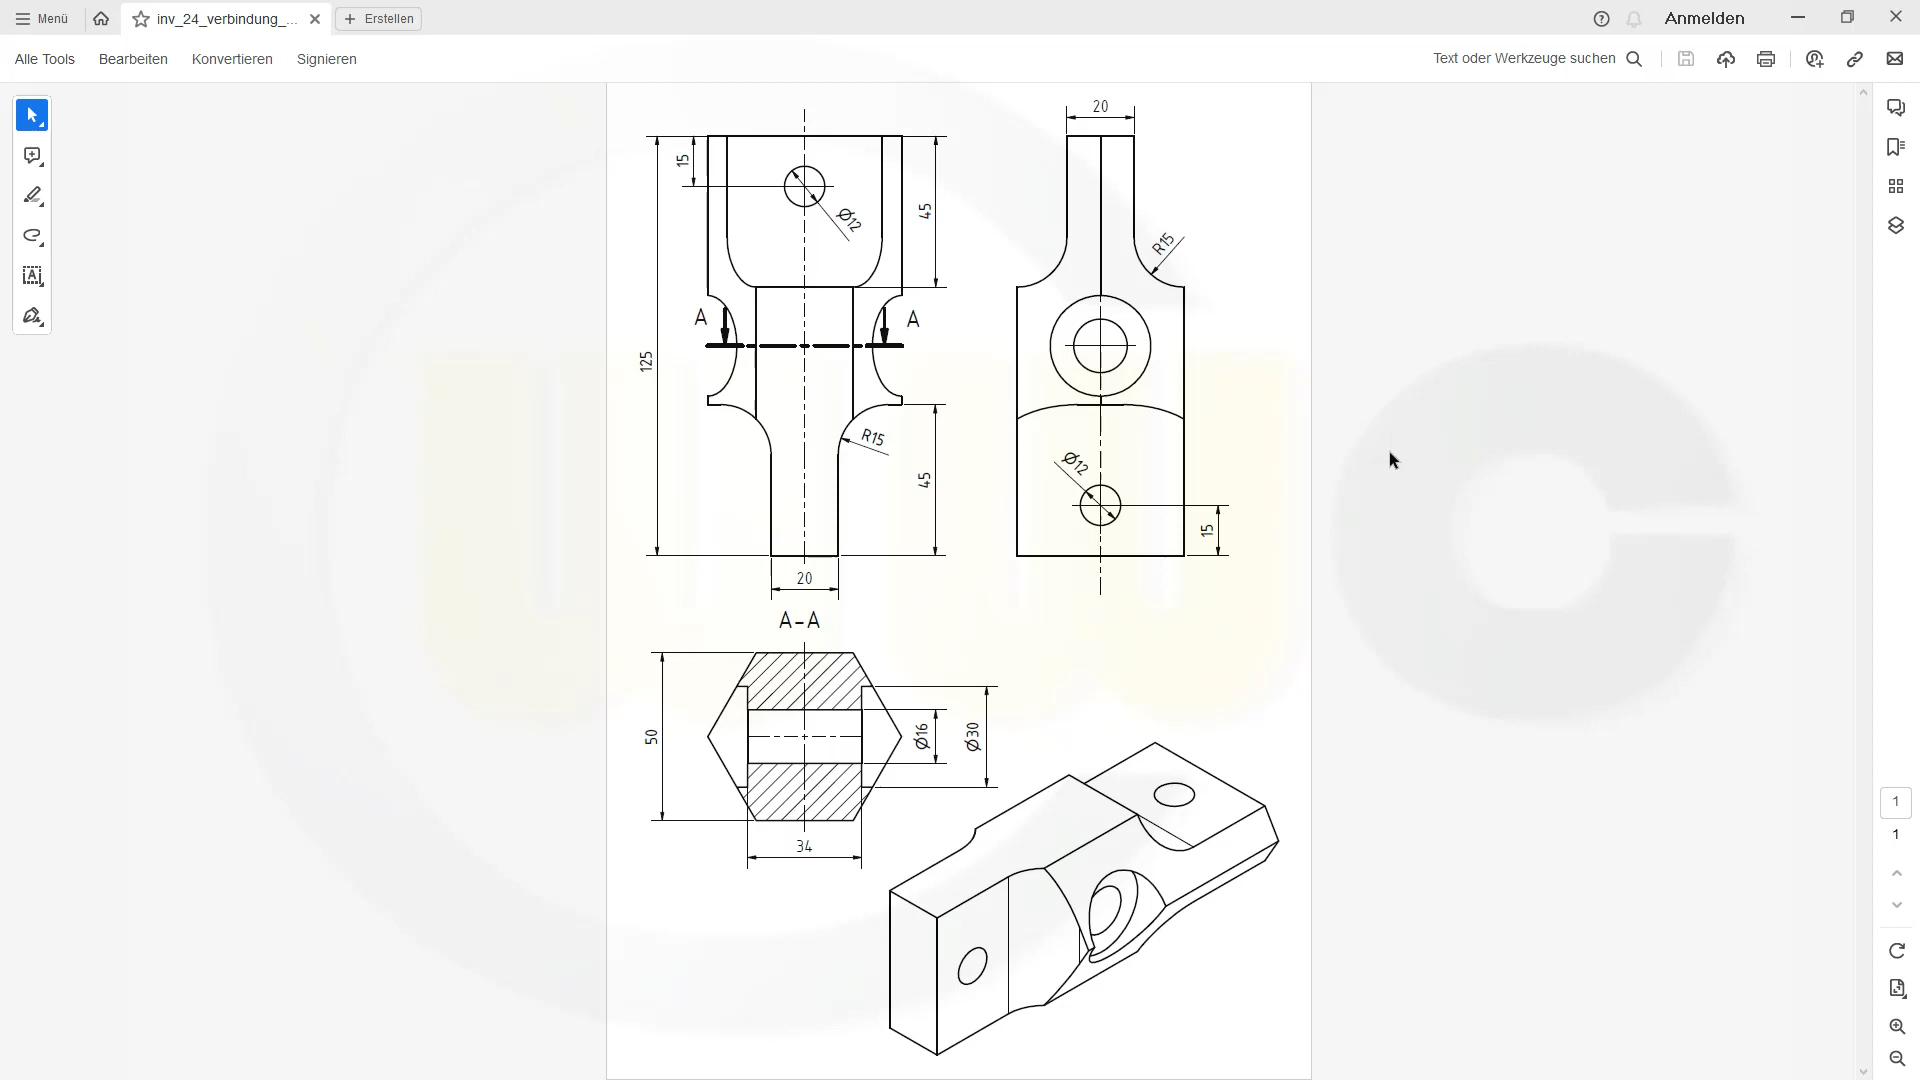 Menü
inv_24_verbindung_...
Erstellen
Anmelden
Alle Tools
Bearbeiten
Konvertieren
Signieren
Text oder Werkzeuge suchen
20
15
Ø12
45
R15
A
A
125
R15
45
Ø12
15
20
A-A
50
Ø16
Ø30
34
1
1